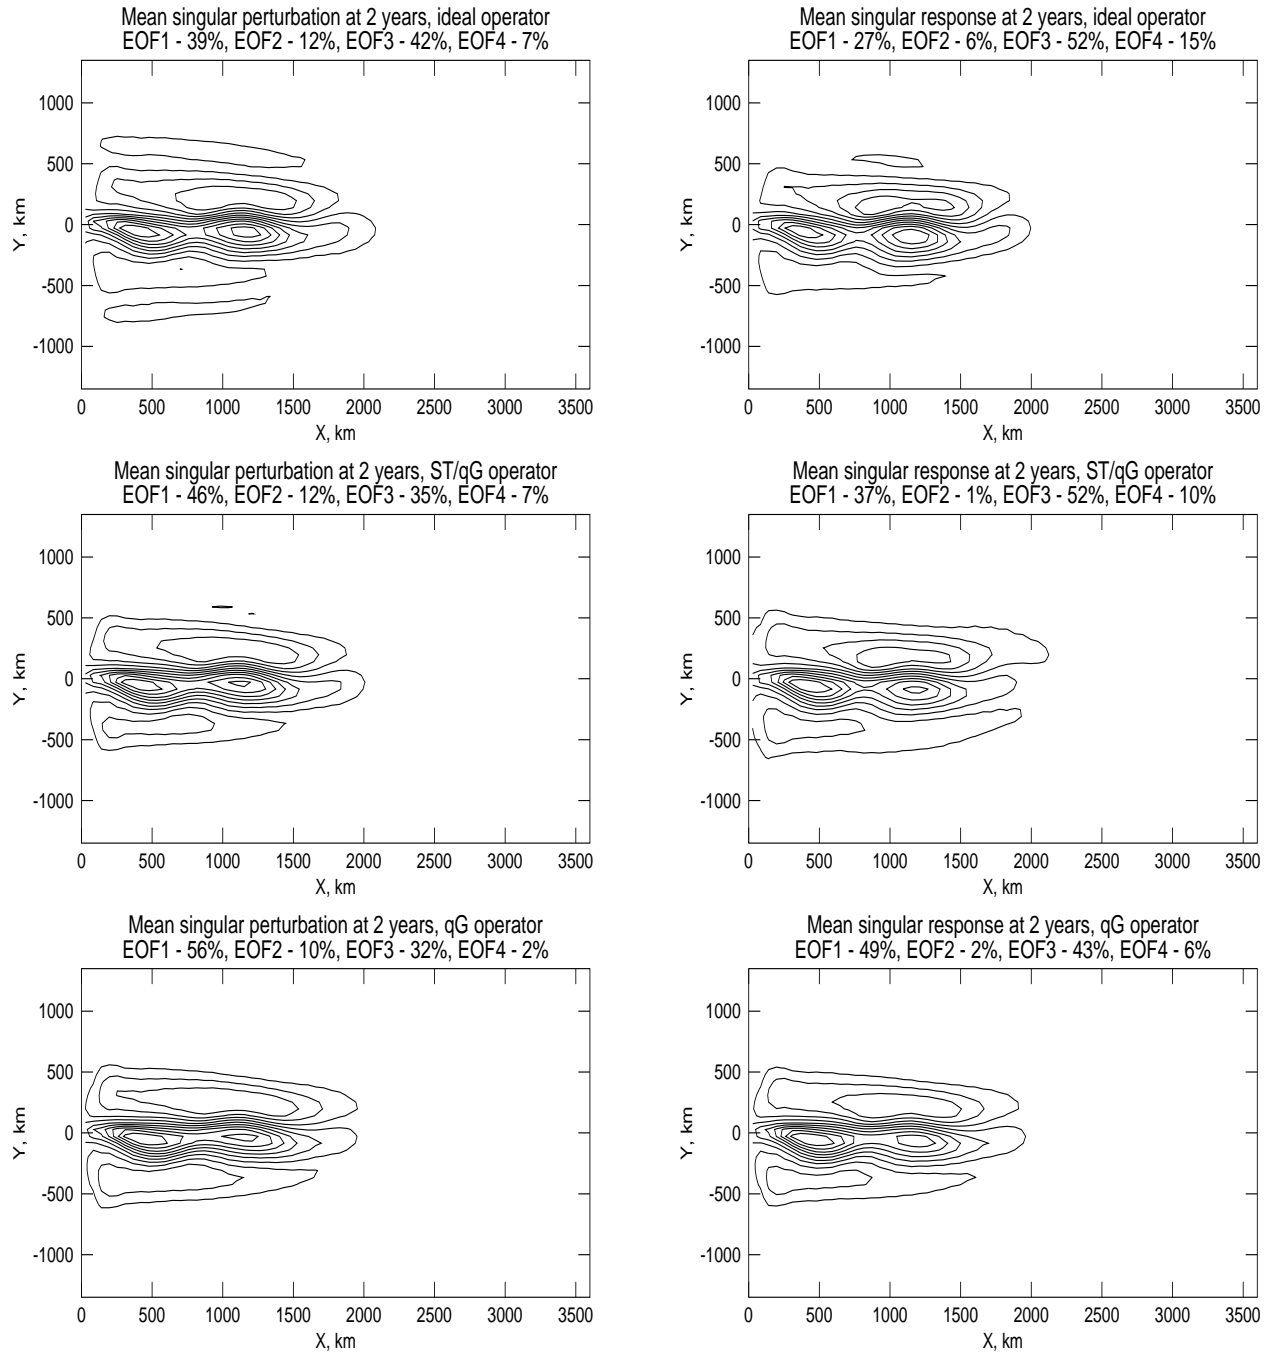 Mean singular perturbation at 2 years, ideal operator
EOF1 - 39%, EOF2 - 12%, EOF3 - 42%, EOF4 - 7%
1000
500
0
-500
-1000
Y, km
0 500 1000 1500 2000 2500 3000 3500
X, km
Mean singular response at 2 years, ideal operator
EOF1 - 27%, EOF2 - 6%, EOF3 - 52%, EOF4 - 15%
1000
500
0
-500
-1000
Y, km
0 500 1000 1500 2000 2500 3000 3500
X, km
Mean singular perturbation at 2 years, ST/qG operator
EOF1 - 46%, EOF2 - 12%, EOF3 - 35%, EOF4 - 7%
1000
500
0
-500
-1000
Y, km
0 500 1000 1500 2000 2500 3000 3500
X, km
Mean singular response at 2 years, ST/qG operator
EOF1 - 37%, EOF2 - 1%, EOF3 - 52%, EOF4 - 10%
1000
500
0
-500
-1000
Y, km
0 500 1000 1500 2000 2500 3000 3500
X, km
Mean singular perturbation at 2 years, qG operator
EOF1 - 56%, EOF2 - 10%, EOF3 - 32%, EOF4 - 2%
1000
500
0
-500
-1000
Y, km
0 500 1000 1500 2000 2500 3000 3500
X, km
Mean singular response at 2 years, qG operator
EOF1 - 49%, EOF2 - 2%, EOF3 - 43%, EOF4 - 6%
1000
500
0
-500
-1000
Y, km
0 500 1000 1500 2000 2500 3000 3500
X, km